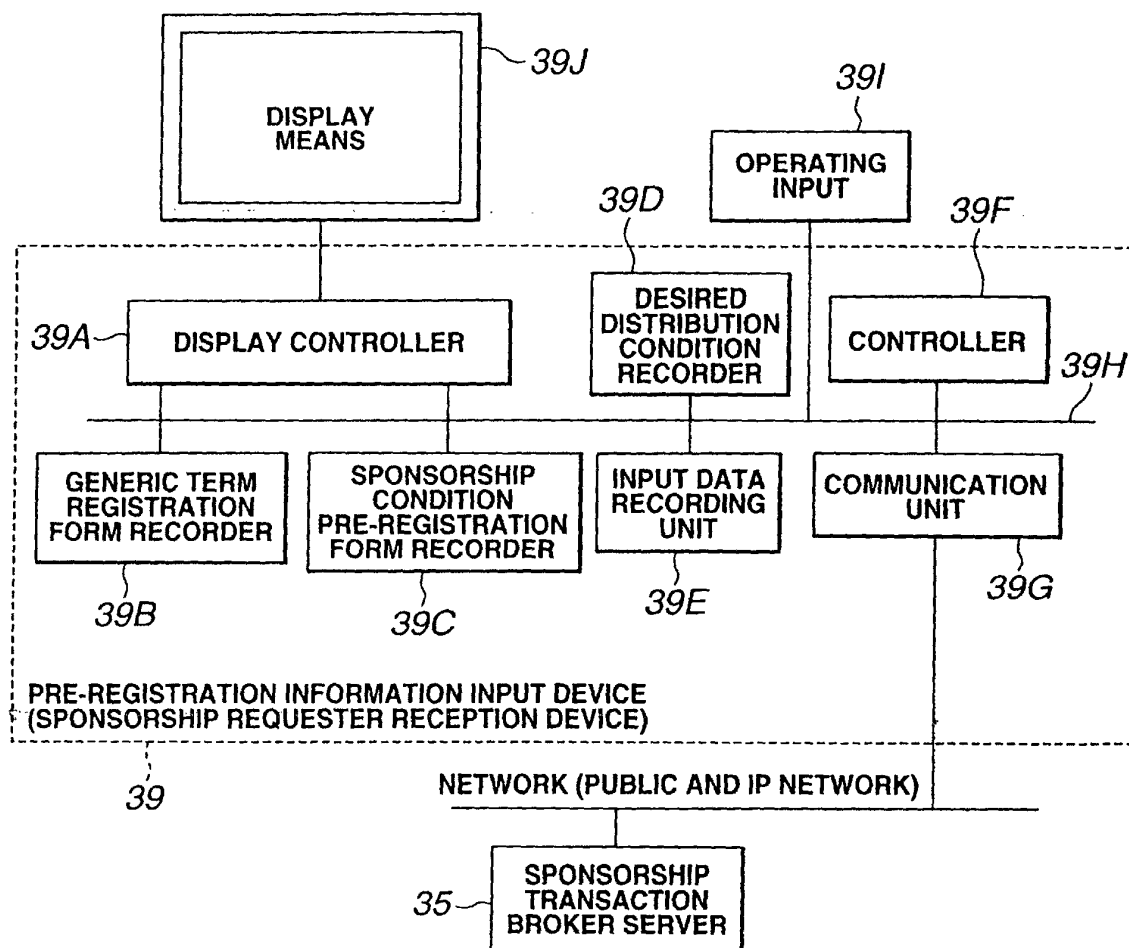 39J
DISPLAY
MEANS
39I
OPERATING
INPUT
39D
39F
DESIRED
DISTRIBUTION
CONDITION
RECORDER
39A
DISPLAY CONTROLLER
CONTROLLER
39H
GENERIC TERM
REGISTRATION
FORM RECORDER
SPONSORSHIP
CONDITION
PRE-REGISTRATION
FORM RECORDER
INPUT DATA
RECORDING
UNIT
COMMUNICATION
UNIT
39B
39C
39E
39G
PRE-REGISTRATION INFORMATION INPUT DEVICE
(SPONSORSHIP REQUESTER RECEPTION DEVICE)
39
NETWORK (PUBLIC AND IP NETWORK)
35
SPONSORSHIP
TRANSACTION
BROKER SERVER